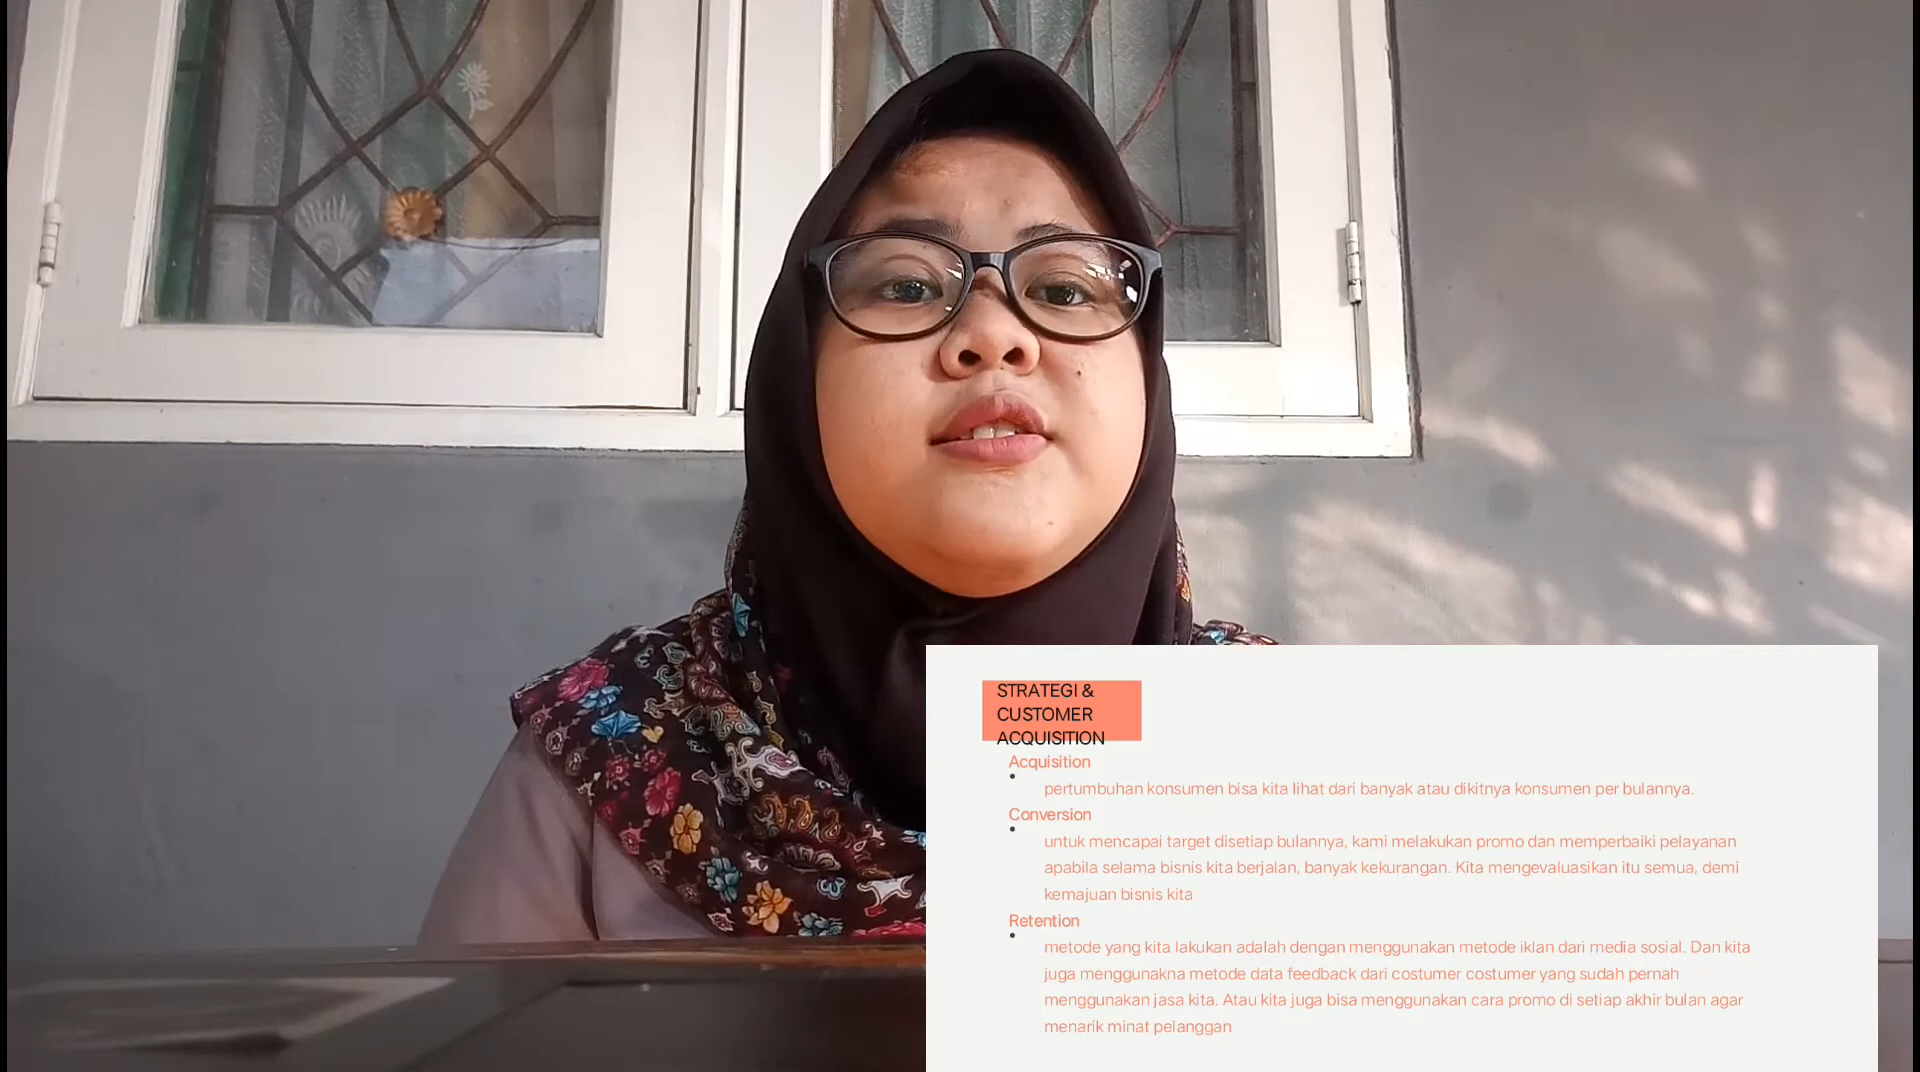 STRATEGI &
CUSTOMER
ACQUISITION
Acquisition
pertumbuhan konsumen bisa kita lihat dari banyak atau dikitnya konsumen per bulannya.
Conversion
untuk mencapai target disetiap bulannya, kami melakukan promo dan memperbaiki pelayanan
apabila selama bisnis kita berjalan, banyak kekurangan. Kita mengevaluasikan itu semua, demi
kemajuan bisnis kita
Retention
metode yang kita lakukan adalah dengan menggunakan metode iklan dari media sosial. Dan kita
juga menggunakna metode data feedback dari costumer costumer yang sudah pernah
menggunakan jasa kita. Atau kita juga bisa menggunakan cara promo di setiap akhir bulan agar
menarik minat pelanggan